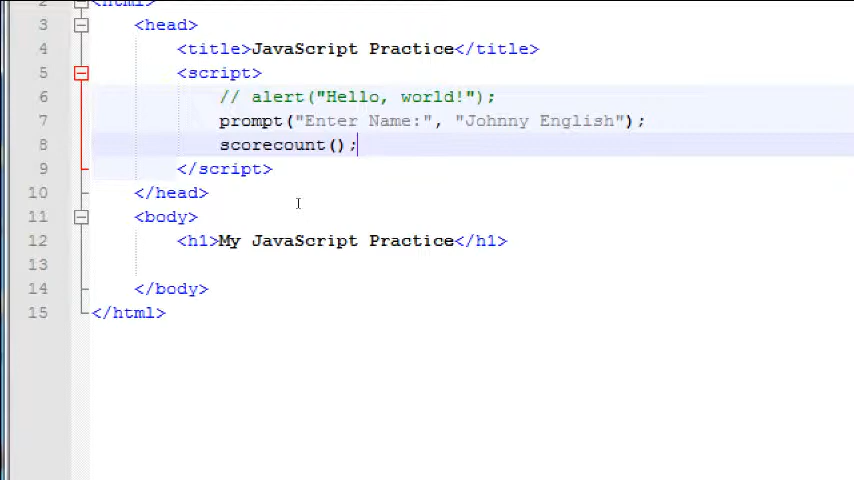 2 <html>
3 <head>
4 <title>JavaScript Practice</title>
5 <script>
6 // alert("Hello, world!");
7 prompt("Enter Name:", "Johnny English");
8 scorecount();
9 </script>
10 </head>
11 <body>
12 <h1>My JavaScript Practice</h1>
13
14 </body>
15 </html>